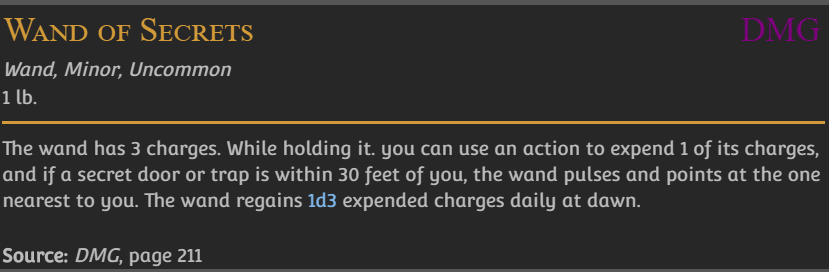 Wand of Secrets DMG
Wand, Minor, Uncommon
1 lb.
The wand has 3 charges. While holding it. you can use an action to expend 1 of its charges,
and if a secret door or trap is within 30 feet of you, the wand pulses and points at the one
nearest to you. The wand regains 1d3 expended charges daily at dawn.
Source: DMG, page 211